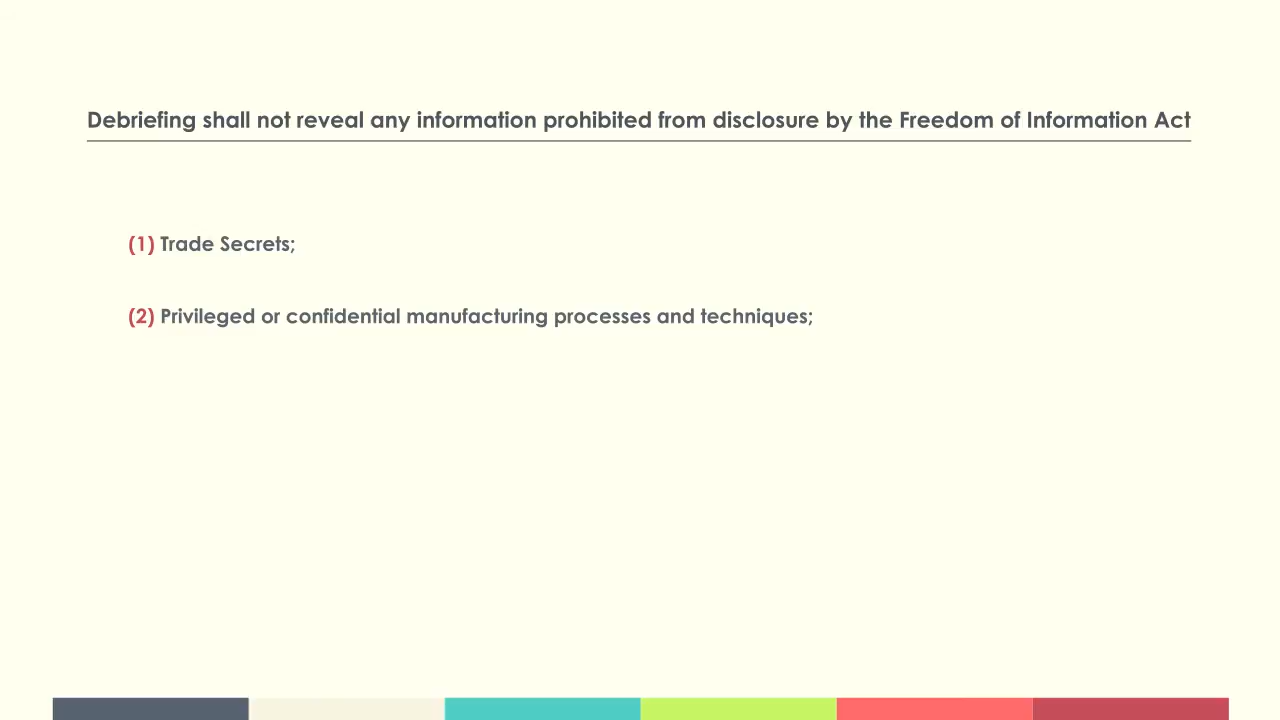 Debriefing shall not reveal any information prohibited from disclosure by the Freedom of Information Act
(1) Trade Secrets;
(2) Privileged or confidential manufacturing processes and techniques;